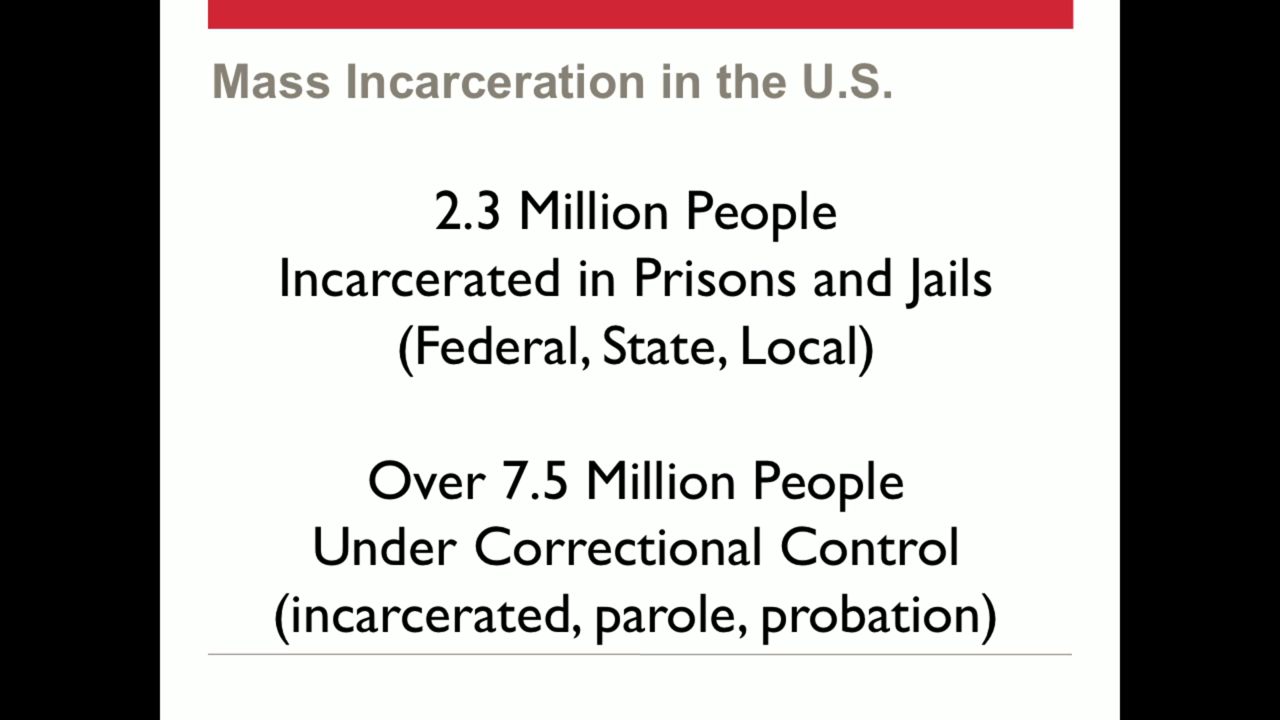 Mass Incarceration in the U.S.
2.3 Million People
Incarcerated in Prisons and Jails
(Federal, State, Local)
Over 7.5 Million People
Under Correctional Control
(incarcerated, parole, probation)